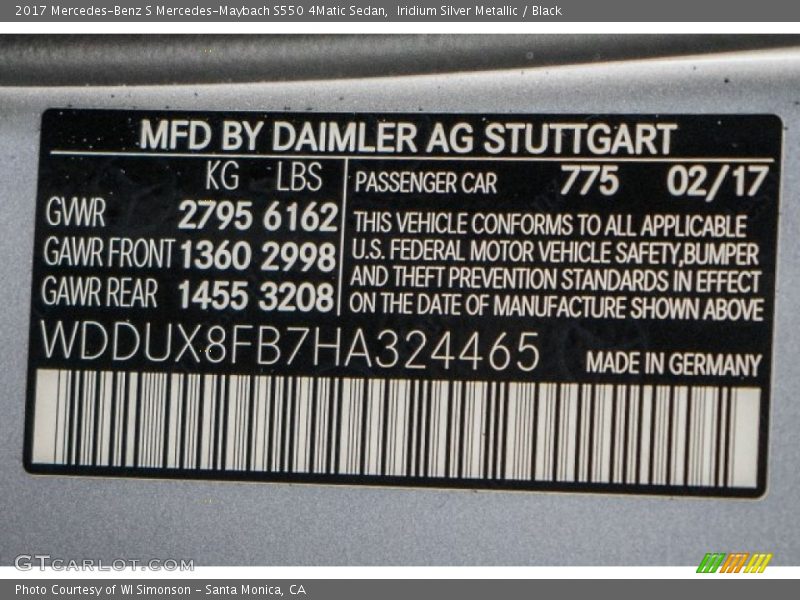 2017 Mercedes-Benz S Mercedes-Maybach S550 4Matic Sedan,  Iridium Silver Metallic / Black
MFD BY DAIMLER AG STUTTGART
KG LBS
GVWR 2795 6162
GAWR FRONT 1360 2998
GAWR REAR 1455 3208
PASSENGER CAR 775 02/17
THIS VEHICLE CONFORMS TO ALL APPLICABLE
U.S. FEDERAL MOTOR VEHICLE SAFETY,BUMPER
AND THEFT PREVENTION STANDARDS IN EFFECT
ON THE DATE OF MANUFACTURE SHOWN ABOVE
WDDUX8FB7HA324465
MADE IN GERMANY
GTCARLOT.COM
Photo Courtesy of WI Simonson - Santa Monica, CA